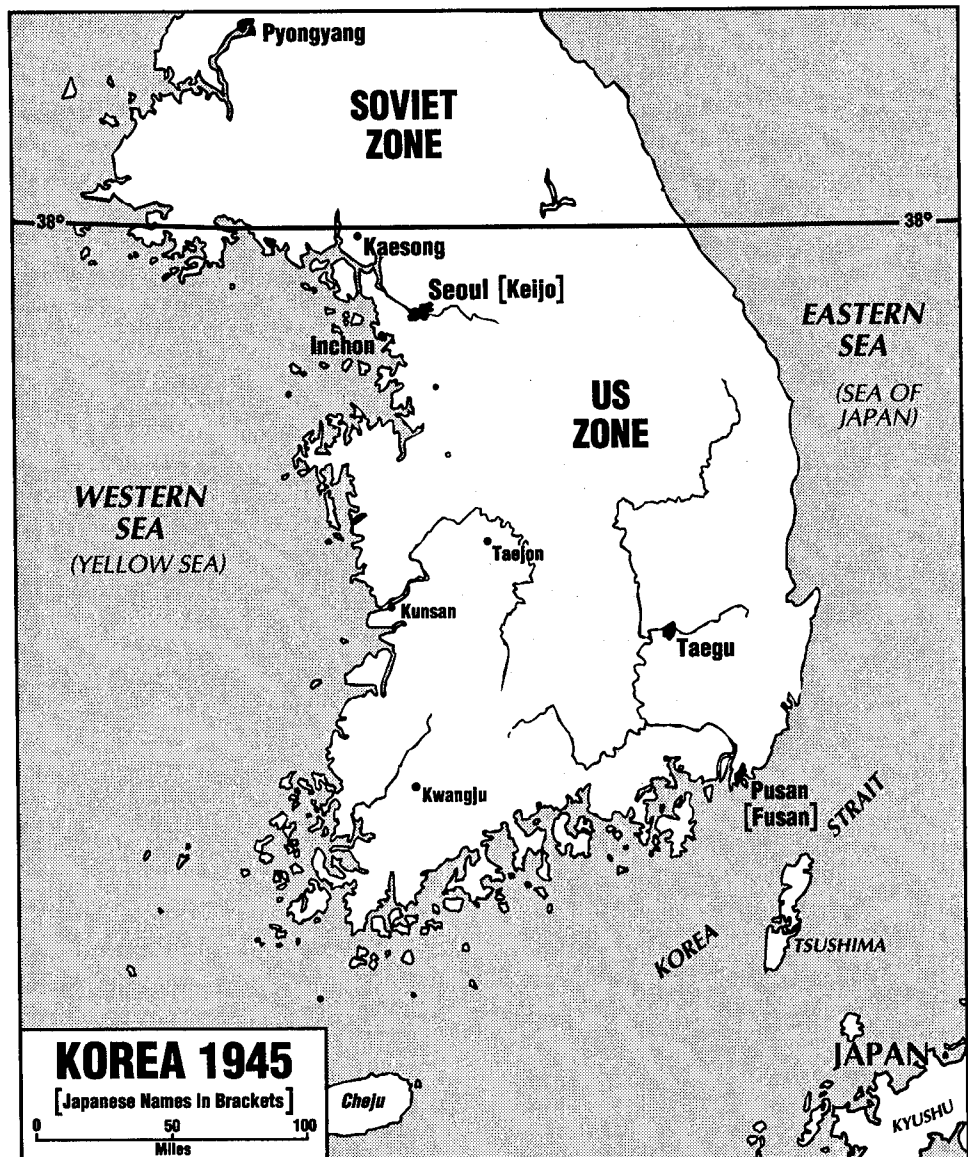 Pyongyang
SOVIET
ZONE
38°
38°
Kaesong
Seoul [Keijo]
EASTERN
SEA
(SEA OF
JAPAN)
Inchon
US
ZONE
WESTERN
SEA
(YELLOW SEA)
Taejon
Kunsan
Taegu
Kwangju
Pusan
[Fusan]
KOREA STRAIT
TSUSHIMA
JAPAN
KYUSHU
KOREA 1945
[Japanese Names In Brackets]
0 50 100
Miles
Cheju